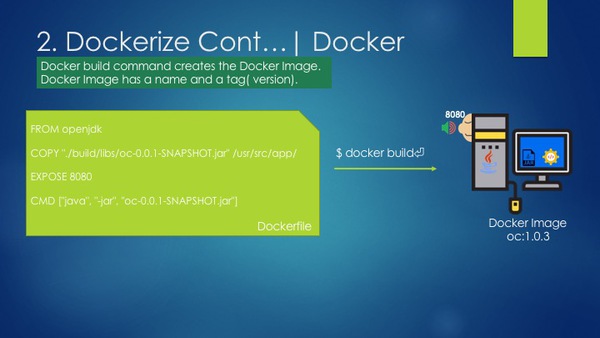 2. Dockerize Cont...| Docker
Docker build command creates the Docker Image.
Docker Image has a name and a tag( version).
FROM openjdk
COPY "./build/libs/oc-0.0.1-SNAPSHOT.jar" /usr/src/app/
EXPOSE 8080
CMD ["java", "-jar", "oc-0.0.1-SNAPSHOT.jar"]
Dockerfile
$ docker build⏎
8080
Docker Image
oc:1.0.3